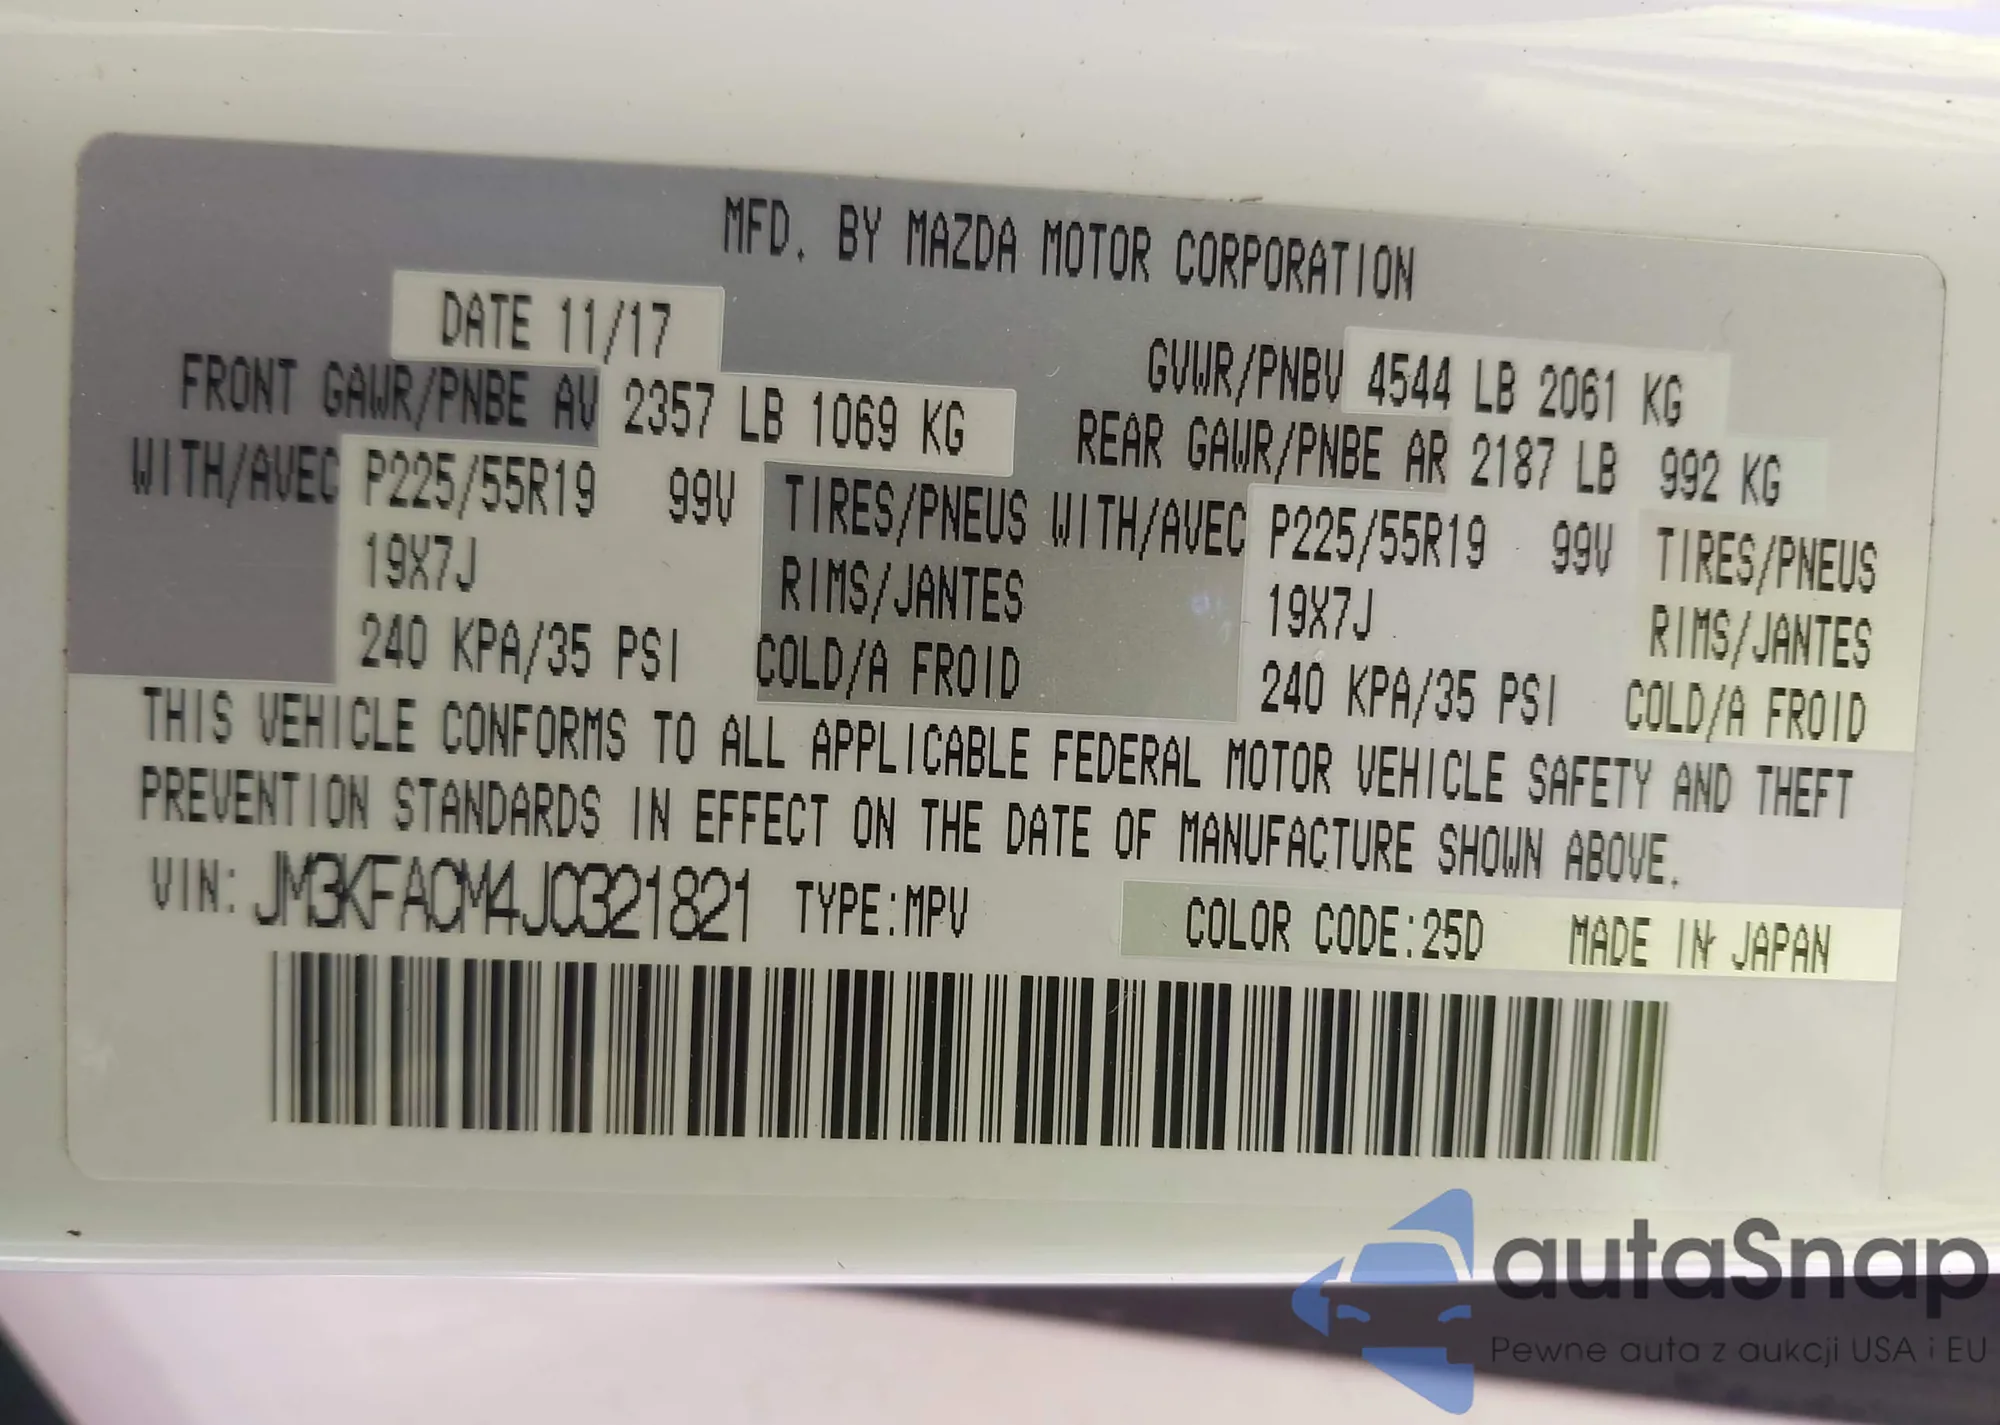 MFD. BY MAZDA MOTOR CORPORATION
DATE 11/17
GVWR/PNBV 4544 LB 2061 KG
FRONT GAWR/PNBE AV 2357 LB 1069 KG REAR GAWR/PNBE AR 2187 LB 992 KG
WITH/AVEC P225/55R19 99V TIRES/PNEUS WITH/AVEC P225/55R19 99V TIRES/PNEUS
19X7J RIMS/JANTES 19X7J RIMS/JANTES
240 KPA/35 PSI COLD/A FROID 240 KPA/35 PSI COLD/A FROID
THIS VEHICLE CONFORMS TO ALL APPLICABLE FEDERAL MOTOR VEHICLE SAFETY AND THEFT
PREVENTION STANDARDS IN EFFECT ON THE DATE OF MANUFACTURE SHOWN ABOVE.
VIN: JM3KFACM4J0321821 TYPE:MPV COLOR CODE:25D MADE IN JAPAN
autaSnap
Pewne auta z aukcji USA i EU